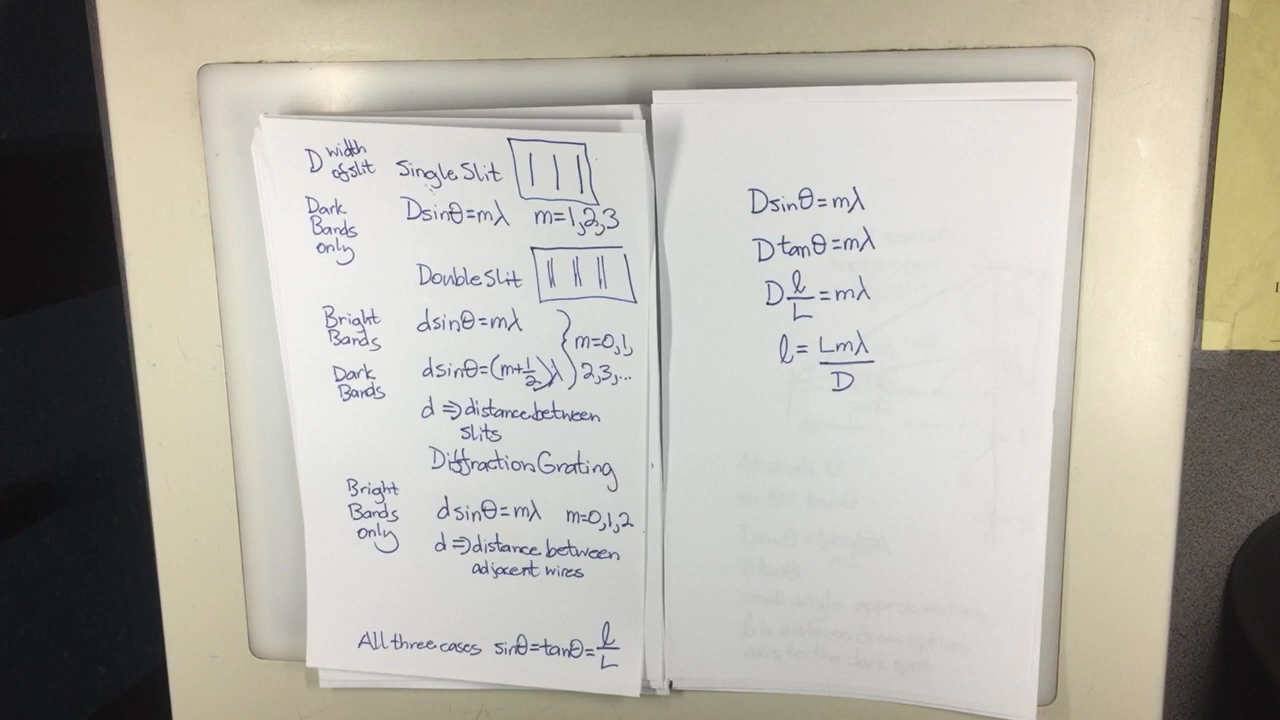 D width of slit
Single Slit
Dark Bands only
Dsinθ=mλ m=1,2,3
Double Slit
Bright Bands
dsinθ=mλ
Dark Bands
dsinθ=(m+1/2)λ
} m=0,1,
2,3,...
d ⇒ distance between
slits
Diffraction Grating
Bright
Bands
only
dsinθ=mλ m=0,1,2
d ⇒ distance between
adjacent wires
All three cases sinθ=tanθ=l/L
Dsinθ=mλ
Dtanθ=mλ
D l/L=mλ
l= Lmλ/D